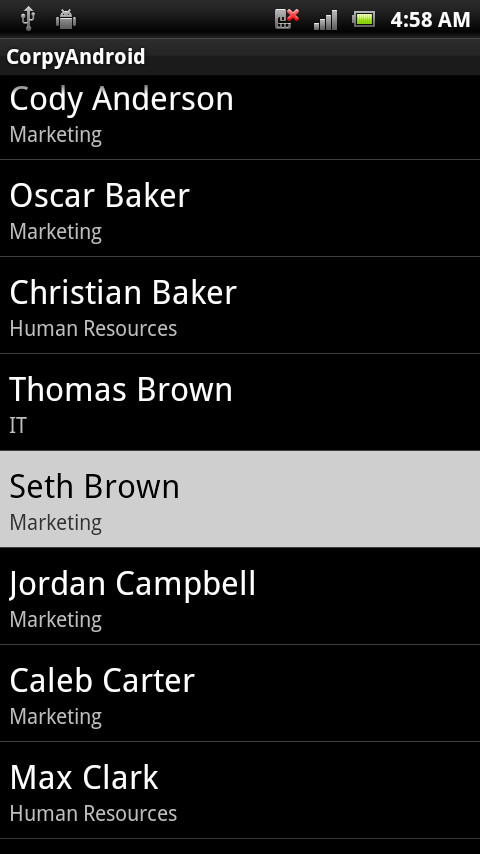 4:58 AM
CorpyAndroid
Cody Anderson
Marketing
Oscar Baker
Marketing
Christian Baker
Human Resources
Thomas Brown
IT
Seth Brown
Marketing
Jordan Campbell
Marketing
Caleb Carter
Marketing
Max Clark
Human Resources